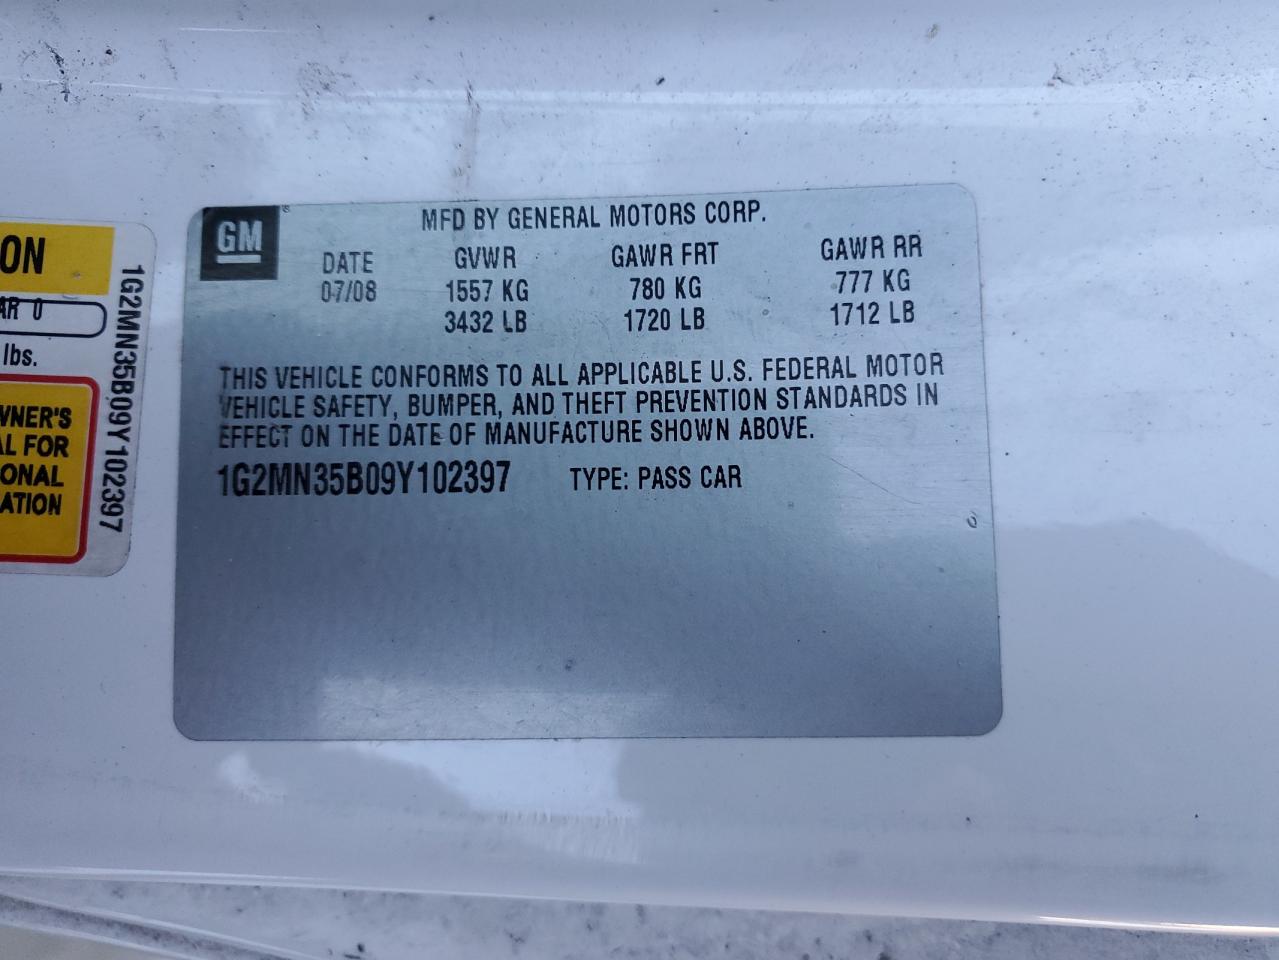 ON
AR 0
lbs.
WNER'S
AL FOR
ONAL
ATION
1G2MN35B09Y102397
GM
MFD BY GENERAL MOTORS CORP.
DATE GVWR GAWR FRT GAWR RR
07/08 1557 KG 780 KG 777 KG
3432 LB 1720 LB 1712 LB
THIS VEHICLE CONFORMS TO ALL APPLICABLE U.S. FEDERAL MOTOR
VEHICLE SAFETY, BUMPER, AND THEFT PREVENTION STANDARDS IN
EFFECT ON THE DATE OF MANUFACTURE SHOWN ABOVE.
1G2MN35B09Y102397 TYPE: PASS CAR